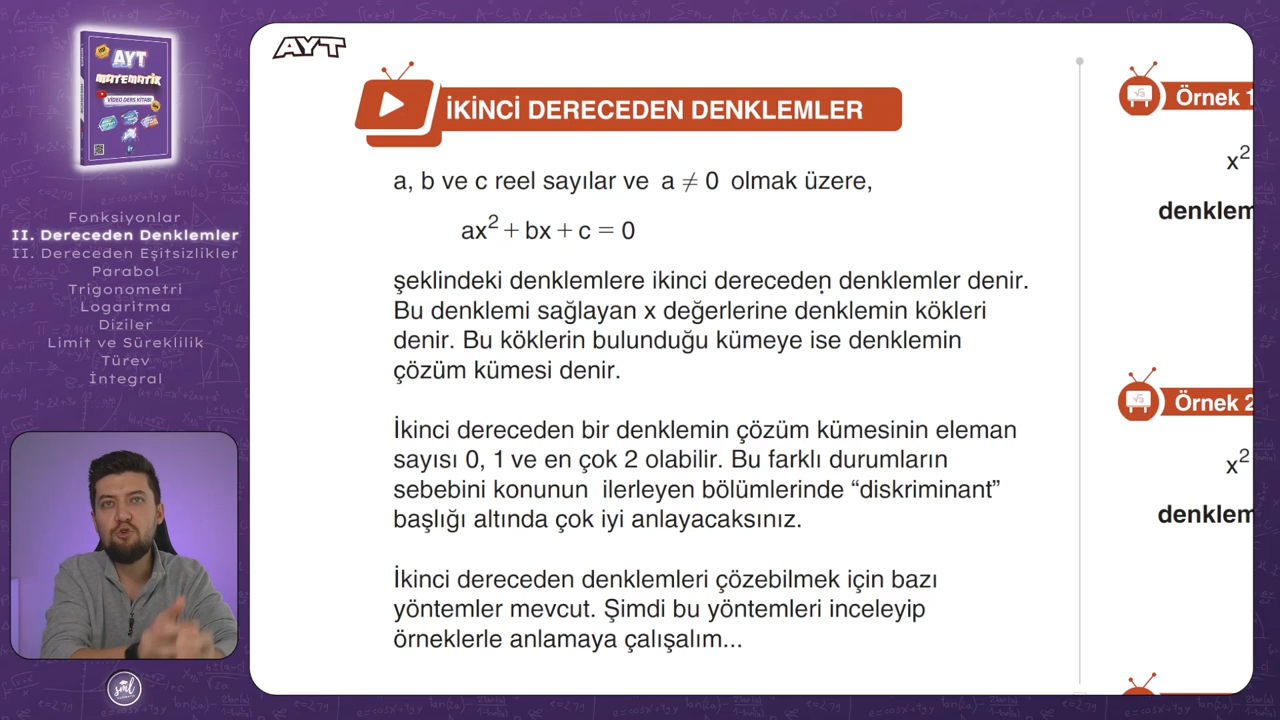 AYT
MATEMATİK
VİDEO DERS KİTABI
Fonksiyonlar
II. Dereceden Denklemler
II. Dereceden Eşitsizlikler
Parabol
Trigonometri
Logaritma
Diziler
Limit ve Süreklilik
Türev
İntegral
sml
AYT
İKİNCİ DERECEDEN DENKLEMLER
a, b ve c reel sayılar ve a ≠ 0 olmak üzere,
ax² + bx + c = 0
şeklindeki denklemlere ikinci dereceden denklemler denir.
Bu denklemi sağlayan x değerlerine denklemin kökleri
denir. Bu köklerin bulunduğu kümeye ise denklemin
çözüm kümesi denir.
İkinci dereceden bir denklemin çözüm kümesinin eleman
sayısı 0, 1 ve en çok 2 olabilir. Bu farklı durumların
sebebini konunun ilerleyen bölümlerinde “diskriminant”
başlığı altında çok iyi anlayacaksınız.
İkinci dereceden denklemleri çözebilmek için bazı
yöntemler mevcut. Şimdi bu yöntemleri inceleyip
örneklerle anlamaya çalışalım...
√3 Örnek 1
x²
denklem
√3 Örnek 2
x²
denklem